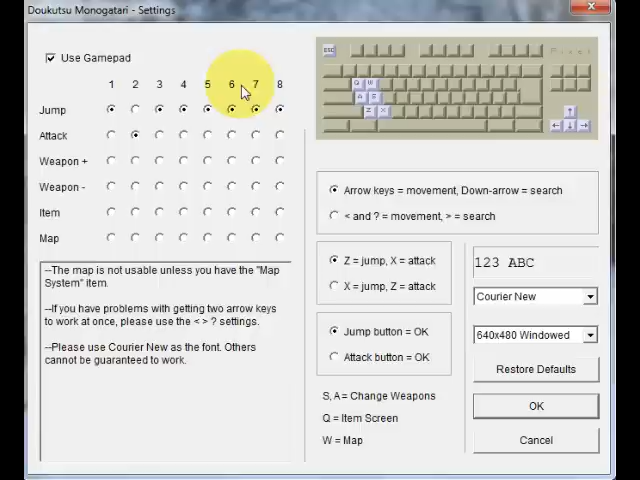 Doukutsu Monogatari - Settings
Use Gamepad
1 2 3 4 5 6 7 8
Jump
Attack
Weapon +
Weapon -
Item
Map
--The map is not usable unless you have the "Map
System" item.
--If you have problems with getting two arrow keys
to work at once, please use the < > ? settings.
--Please use Courier New as the font. Others
cannot be guaranteed to work.
ESC
Q W
A S
Z X
Arrow keys = movement, Down-arrow = search
< and ? = movement, > = search
Z = jump, X = attack
X = jump, Z = attack
Jump button = OK
Attack button = OK
S, A = Change Weapons
Q = Item Screen
W = Map
123 ABC
Courier New
640x480 Windowed
Restore Defaults
OK
Cancel